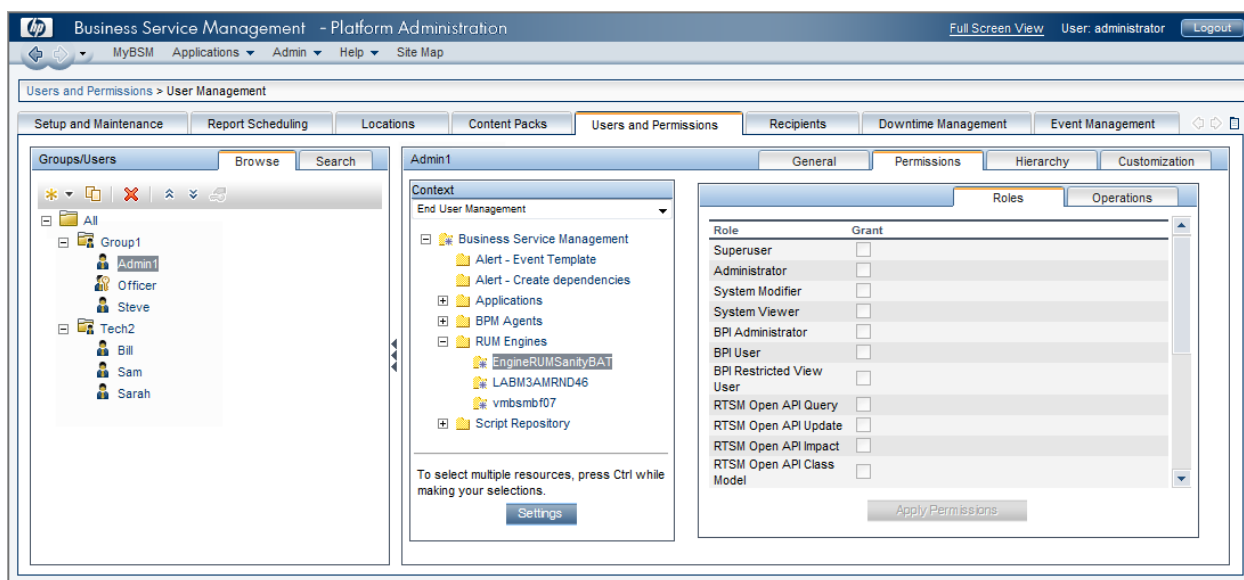 hp Business Service Management - Platform Administration Full Screen View User: administrator Logout
MyBSM Applications Admin Help Site Map
Users and Permissions > User Management
Setup and Maintenance Report Scheduling Locations Content Packs Users and Permissions Recipients Downtime Management Event Management
Groups/Users Browse Search
All
Group1
Admin1
Officer
Steve
Tech2
Bill
Sam
Sarah
Admin1 General Permissions Hierarchy Customization
Context
End User Management
Business Service Management
Alert - Event Template
Alert - Create dependencies
Applications
BPM Agents
RUM Engines
EngineRUMSanityBAT
LABM3AMRND46
vmbsmbf07
Script Repository
To select multiple resources, press Ctrl while
making your selections.
Settings
Roles Operations
Role Grant
Superuser
Administrator
System Modifier
System Viewer
BPI Administrator
BPI User
BPI Restricted View
User
RTSM Open API Query
RTSM Open API Update
RTSM Open API Impact
RTSM Open API Class
Model
Apply Permissions